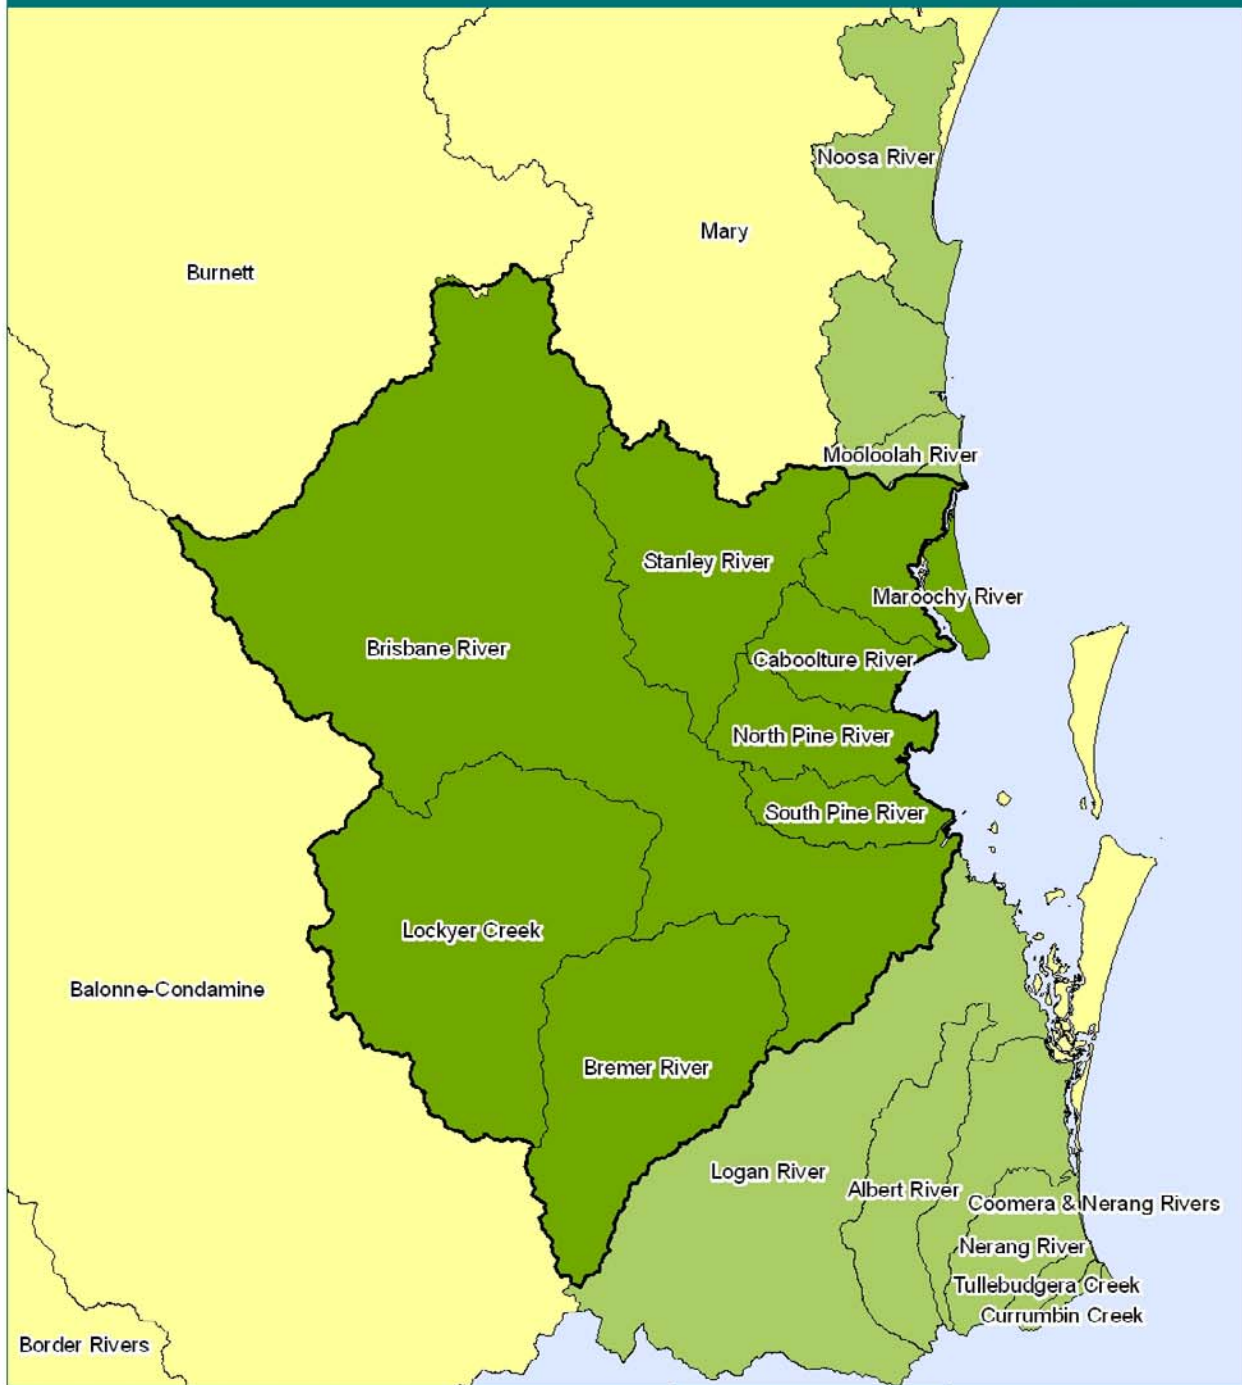 Noosa River
Mary
Burnett
Mooloolah River
Stanley River
Maroochy River
Brisbane River
Caboolture River
North Pine River
South Pine River
Lockyer Creek
Balonne-Condamine
Bremer River
Logan River
Albert River
Coomera & Nerang Rivers
Nerang River
Tullebudgera Creek
Currumbin Creek
Border Rivers